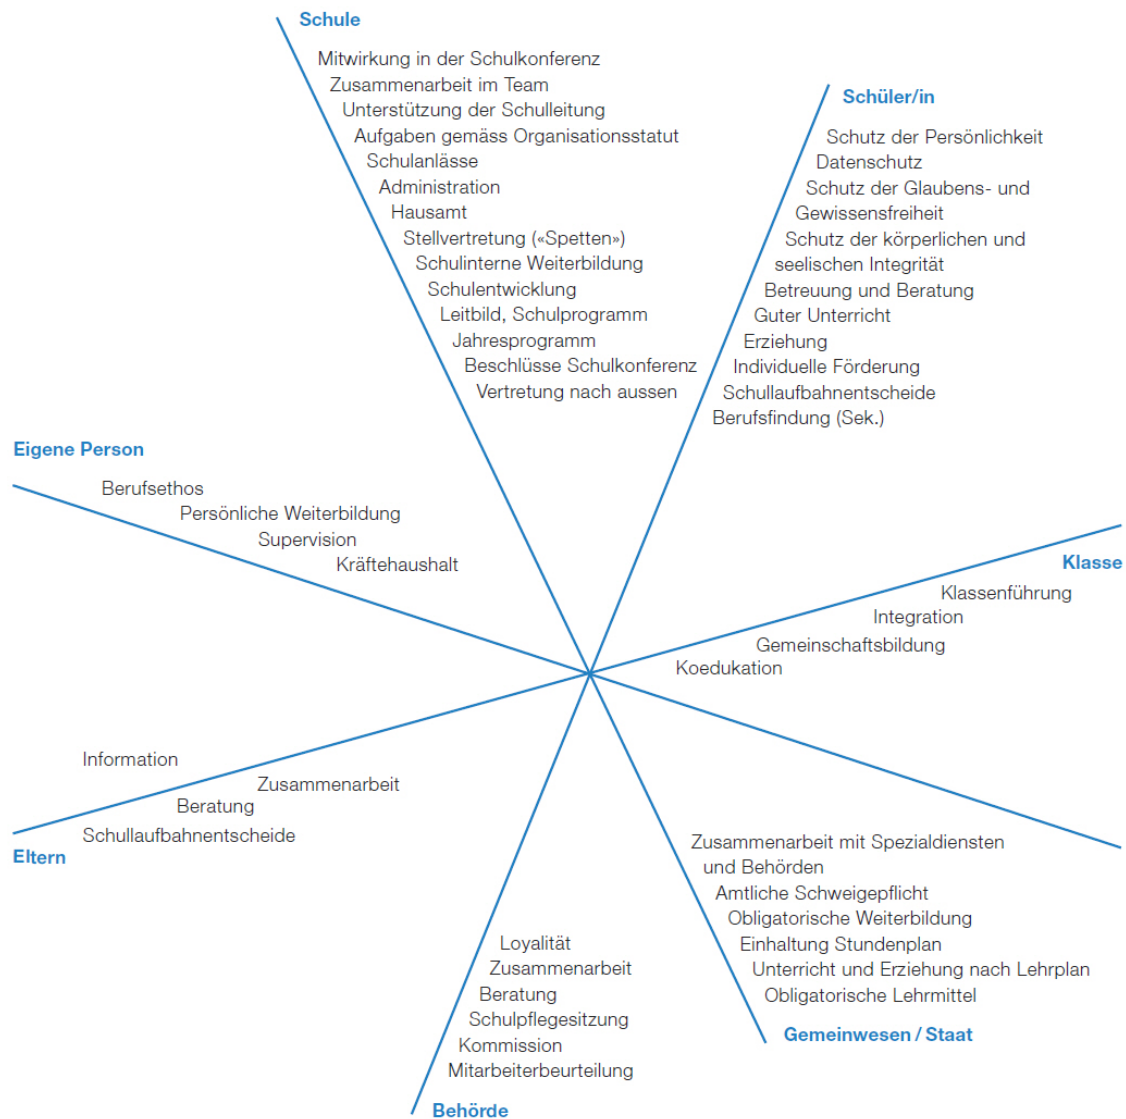 Schule
Mitwirkung in der Schulkonferenz
Zusammenarbeit im Team
Unterstützung der Schulleitung
Aufgaben gemäss Organisationsstatut
Schulanlässe
Administration
Hausamt
Stellvertretung («Spetten»)
Schulinterne Weiterbildung
Schulentwicklung
Leitbild, Schulprogramm
Jahresprogramm
Beschlüsse Schulkonferenz
Vertretung nach aussen
Schüler/in
Schutz der Persönlichkeit
Datenschutz
Schutz der Glaubens- und
Gewissensfreiheit
Schutz der körperlichen und
seelischen Integrität
Betreuung und Beratung
Guter Unterricht
Erziehung
Individuelle Förderung
Schullaufbahnentscheide
Berufsfindung (Sek.)
Eigene Person
Berufsethos
Persönliche Weiterbildung
Supervision
Kräftehaushalt
Klasse
Klassenführung
Integration
Gemeinschaftsbildung
Koedukation
Information
Zusammenarbeit
Beratung
Schullaufbahnentscheide
Eltern
Zusammenarbeit mit Spezialdiensten
und Behörden
Amtliche Schweigepflicht
Obligatorische Weiterbildung
Einhaltung Stundenplan
Unterricht und Erziehung nach Lehrplan
Obligatorische Lehrmittel
Gemeinwesen / Staat
Loyalität
Zusammenarbeit
Beratung
Schulpflegesitzung
Kommission
Mitarbeiterbeurteilung
Behörde